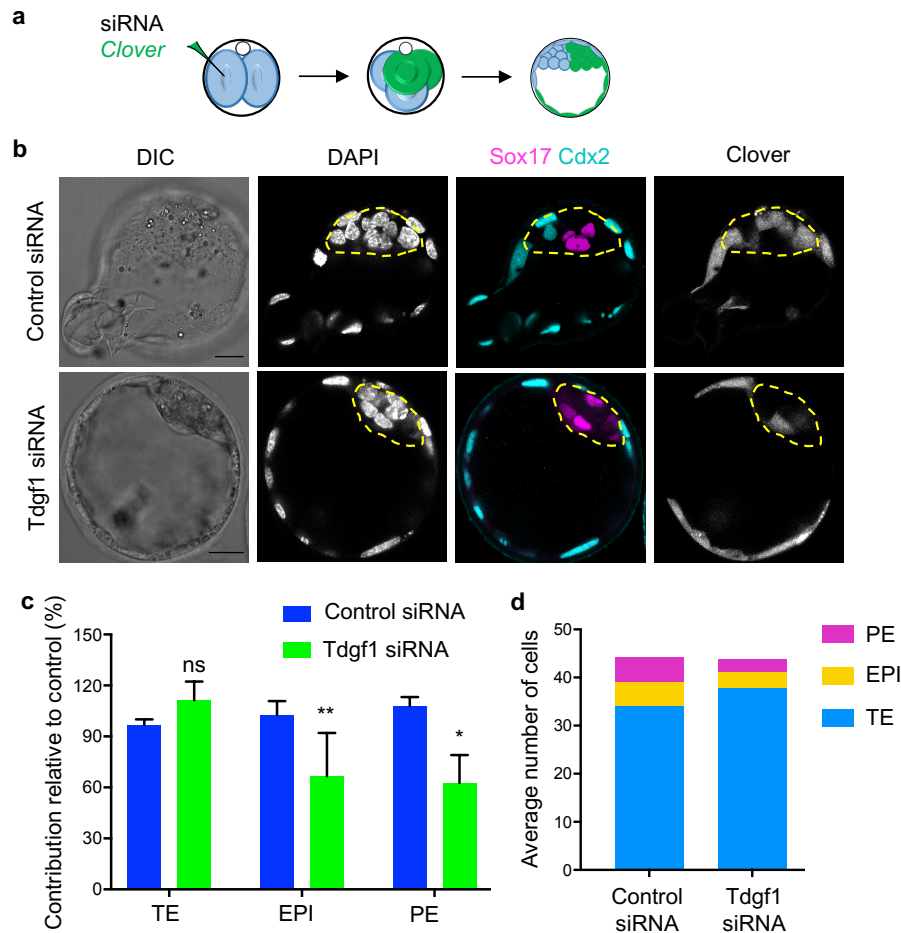 a
siRNA
Clover
b
DIC
DAPI
Sox17 Cdx2
Clover
Control siRNA
Tdgf1 siRNA
c
Contribution relative to control (%)
150
120
90
60
30
0
Control siRNA
Tdgf1 siRNA
ns
**
*
TE
EPI
PE
d
Average number of cells
50
40
30
20
10
0
PE
EPI
TE
Control
siRNA
Tdgf1
siRNA